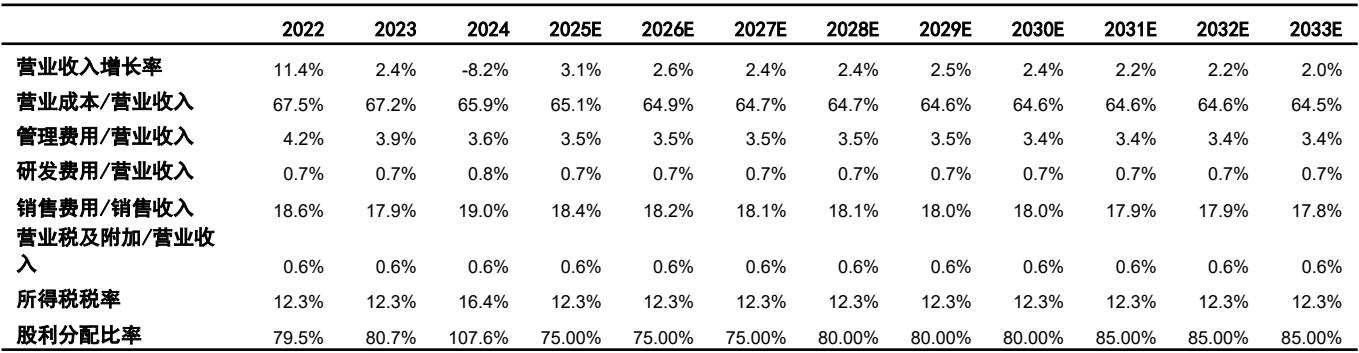 2022 2023 2024 2025E 2026E 2027E 2028E 2029E 2030E 2031E 2032E 2033E
营业收入增长率 11.4% 2.4% -8.2% 3.1% 2.6% 2.4% 2.4% 2.5% 2.4% 2.2% 2.2% 2.0%
营业成本/营业收入 67.5% 67.2% 65.9% 65.1% 64.9% 64.7% 64.7% 64.6% 64.6% 64.6% 64.6% 64.5%
管理费用/营业收入 4.2% 3.9% 3.6% 3.5% 3.5% 3.5% 3.5% 3.5% 3.4% 3.4% 3.4% 3.4%
研发费用/营业收入 0.7% 0.7% 0.8% 0.7% 0.7% 0.7% 0.7% 0.7% 0.7% 0.7% 0.7% 0.7%
销售费用/销售收入 18.6% 17.9% 19.0% 18.4% 18.2% 18.1% 18.1% 18.0% 18.0% 17.9% 17.9% 17.8%
营业税及附加/营业收
入 0.6% 0.6% 0.6% 0.6% 0.6% 0.6% 0.6% 0.6% 0.6% 0.6% 0.6% 0.6%
所得税税率 12.3% 12.3% 16.4% 12.3% 12.3% 12.3% 12.3% 12.3% 12.3% 12.3% 12.3% 12.3%
股利分配比率 79.5% 80.7% 107.6% 75.00% 75.00% 75.00% 80.00% 80.00% 80.00% 85.00% 85.00% 85.00%